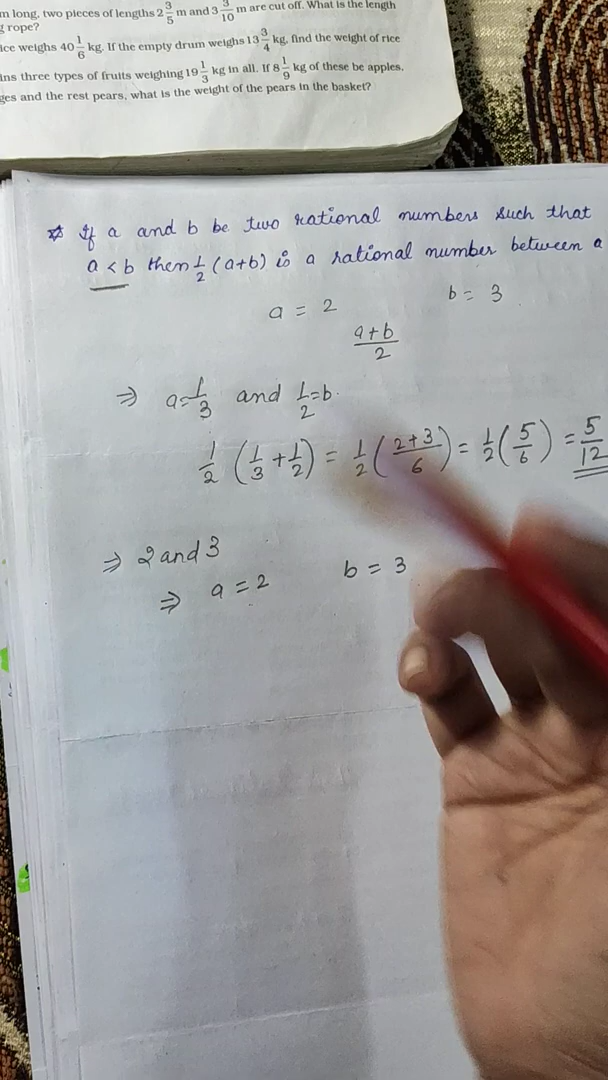 m long, two pieces of lengths 2 3/5 m and 3 3/10 m are cut off. What is the length
rope?
ice weighs 40 1/6 kg. If the empty drum weighs 13 3/4 kg, find the weight of rice
ins three types of fruits weighing 19 1/3 kg in all. If 8 1/9 kg of these be apples,
ges and the rest pears, what is the weight of the pears in the basket?
☆ If a and b be two rational numbers such that
a < b then 1/2 (a+b) is a rational number between a
a = 2 b = 3
(a+b)/2
⇒ a=1/3 and 1/2=b.
1/2 (1/3 + 1/2) = 1/2 ((2+3)/6) = 1/2 (5/6) = 5/12
⇒ 2 and 3
⇒ a = 2 b = 3